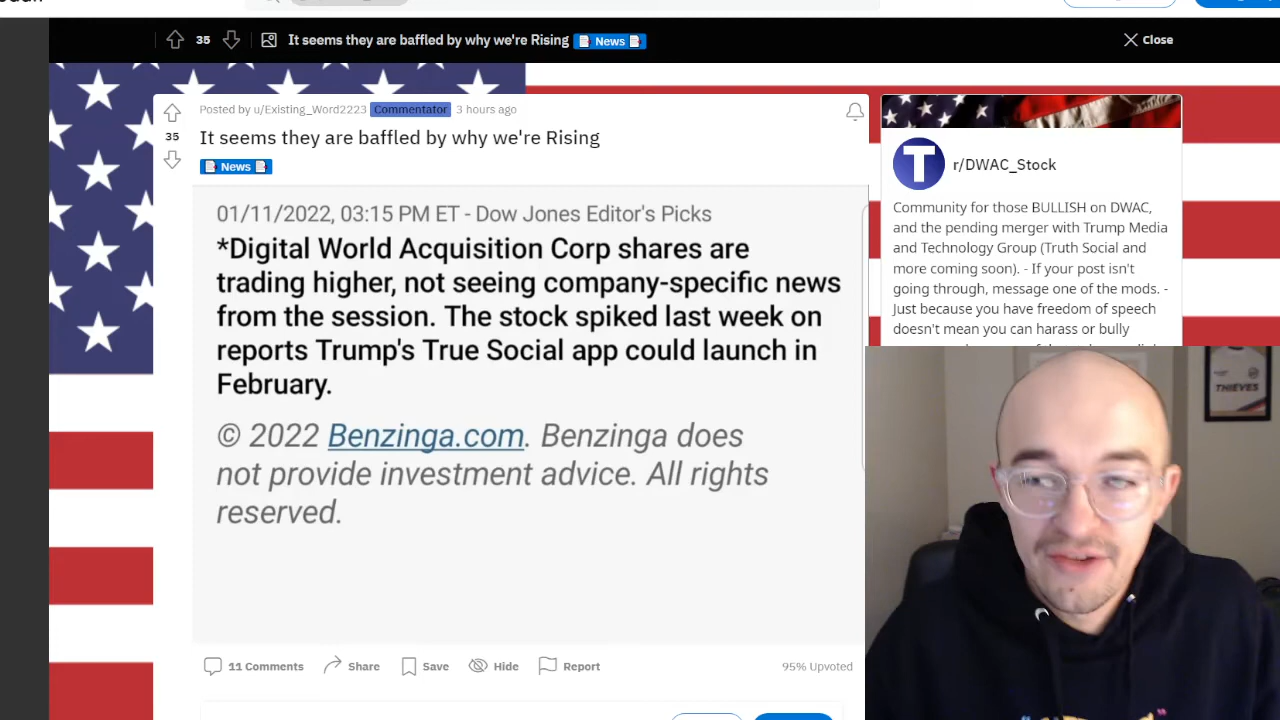 35
It seems they are baffled by why we're Rising
News
Close
Posted by u/Existing_Word2223 Commentator 3 hours ago
35
It seems they are baffled by why we're Rising
News
01/11/2022, 03:15 PM ET - Dow Jones Editor's Picks
*Digital World Acquisition Corp shares are
trading higher, not seeing company-specific news
from the session. The stock spiked last week on
reports Trump's True Social app could launch in
February.
© 2022 Benzinga.com. Benzinga does
not provide investment advice. All rights
reserved.
11 Comments
Share
Save
Hide
Report
95% Upvoted
T
r/DWAC_Stock
Community for those BULLISH on DWAC,
and the pending merger with Trump Media
and Technology Group (Truth Social and
more coming soon). - If your post isn't
going through, message one of the mods. -
Just because you have freedom of speech
doesn't mean you can harass or bully
THIEVES